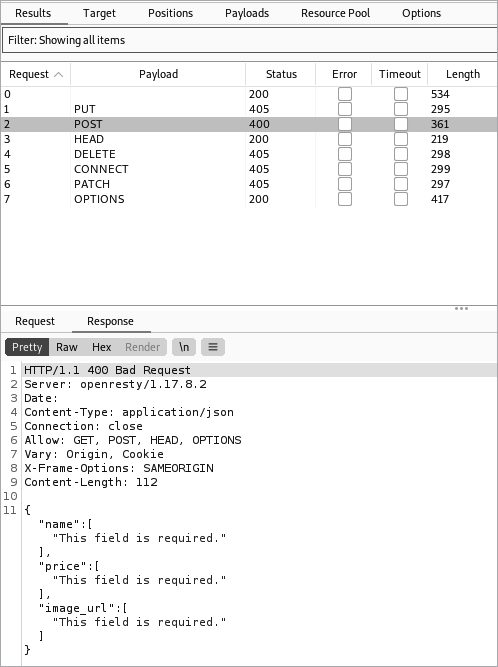 Results Target Positions Payloads Resource Pool Options
Filter: Showing all items
Request Payload Status Error Timeout Length
0 200 534
1 PUT 405 295
2 POST 400 361
3 HEAD 200 219
4 DELETE 405 298
5 CONNECT 405 299
6 PATCH 405 297
7 OPTIONS 200 417
Request Response
Pretty Raw Hex Render \n
1 HTTP/1.1 400 Bad Request
2 Server: openresty/1.17.8.2
3 Date:
4 Content-Type: application/json
5 Connection: close
6 Allow: GET, POST, HEAD, OPTIONS
7 Vary: Origin, Cookie
8 X-Frame-Options: SAMEORIGIN
9 Content-Length: 112
10
11 {
"name":[
"This field is required."
],
"price":[
"This field is required."
],
"image_url":[
"This field is required."
]
}